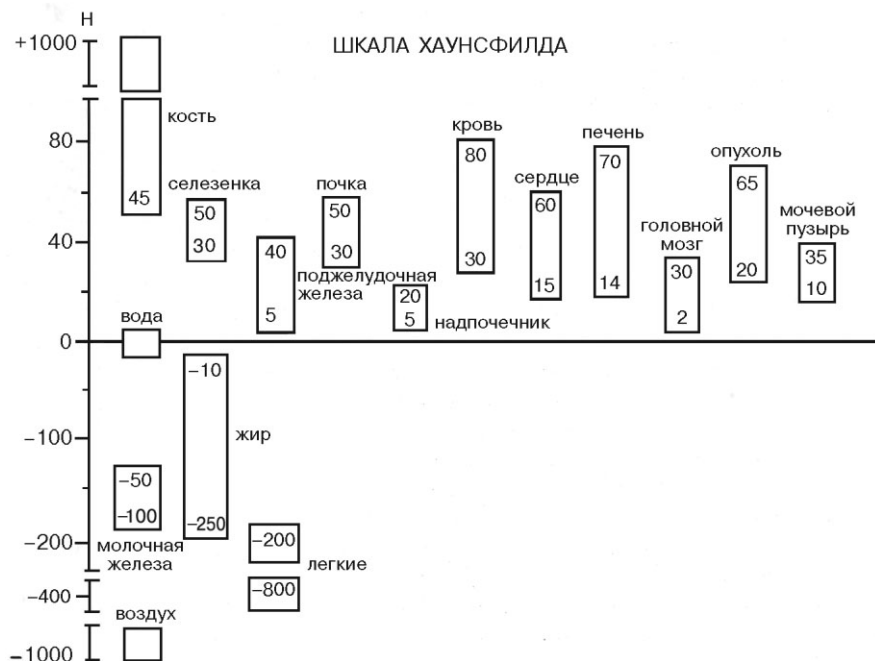 Н
+1000
ШКАЛА ХАУНСФИЛДА
кость
кровь
80
печень
70
80
опухоль
65
45
селезенка
50
30
почка
50
30
сердце
60
15
мочевой
пузырь
35
10
40
головной
мозг
30
2
40
5
поджелудочная
железа
30
14
20
20
5
надпочечник
вода
0
−10
−100
жир
−50
−100
−250
−200
молочная
железа
−200
легкие
−400
−800
воздух
−1000